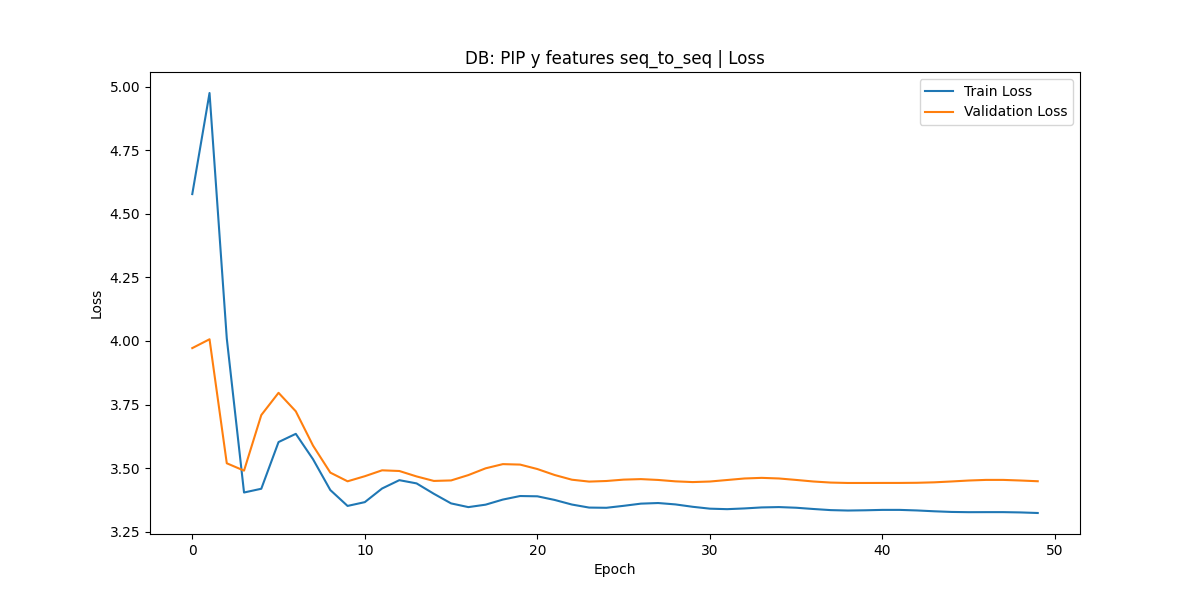 DB: PIP y features seq_to_seq | Loss
Train Loss
Validation Loss
5.00
4.75
4.50
4.25
4.00
3.75
3.50
3.25
Loss
0
10
20
30
40
50
Epoch